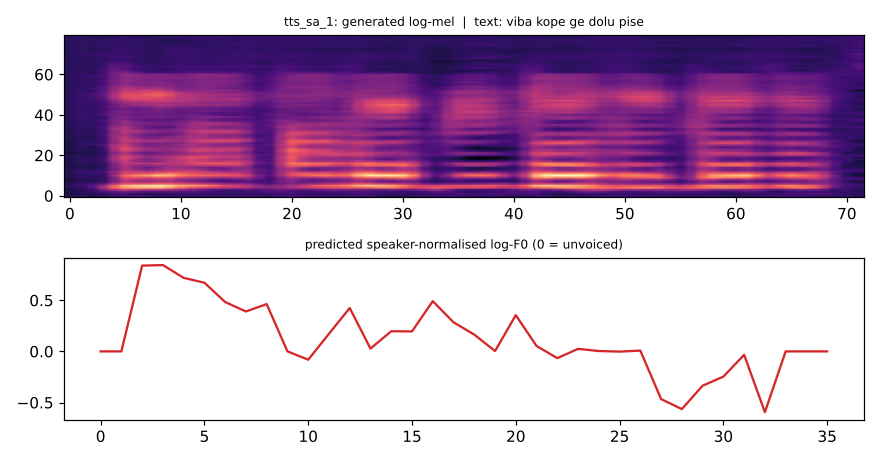 tts_sa_1: generated log-mel | text: viba kope ge dolu pise
60
40
20
0
0 10 20 30 40 50 60 70
predicted speaker-normalised log-F0 (0 = unvoiced)
0.5
0.0
−0.5
0 5 10 15 20 25 30 35